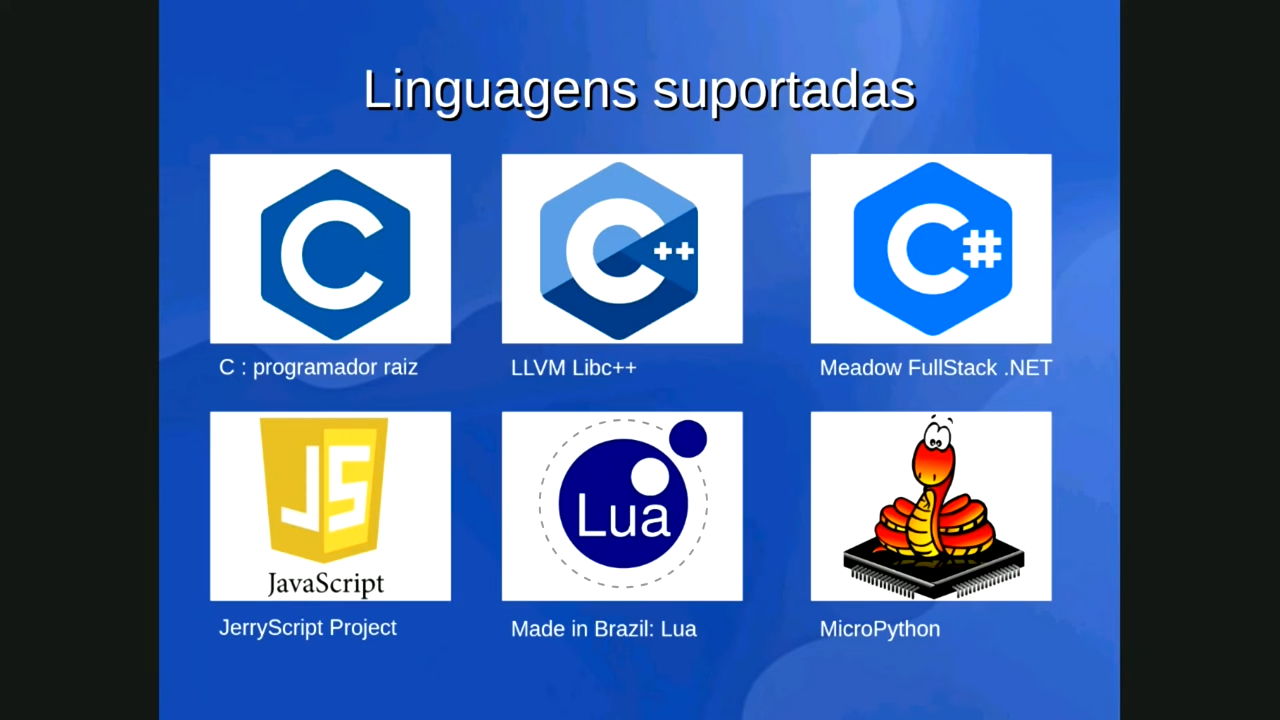 Linguagens suportadas
C
C++
C#
C : programador raiz
LLVM Libc++
Meadow FullStack .NET
JS
JavaScript
Lua
JerryScript Project
Made in Brazil: Lua
MicroPython